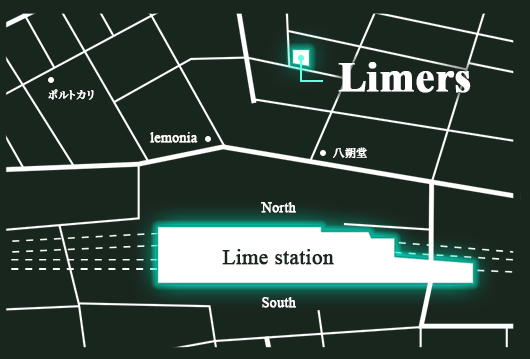 Limers
ポルトカリ
lemonia
八朔堂
North
Lime station
South